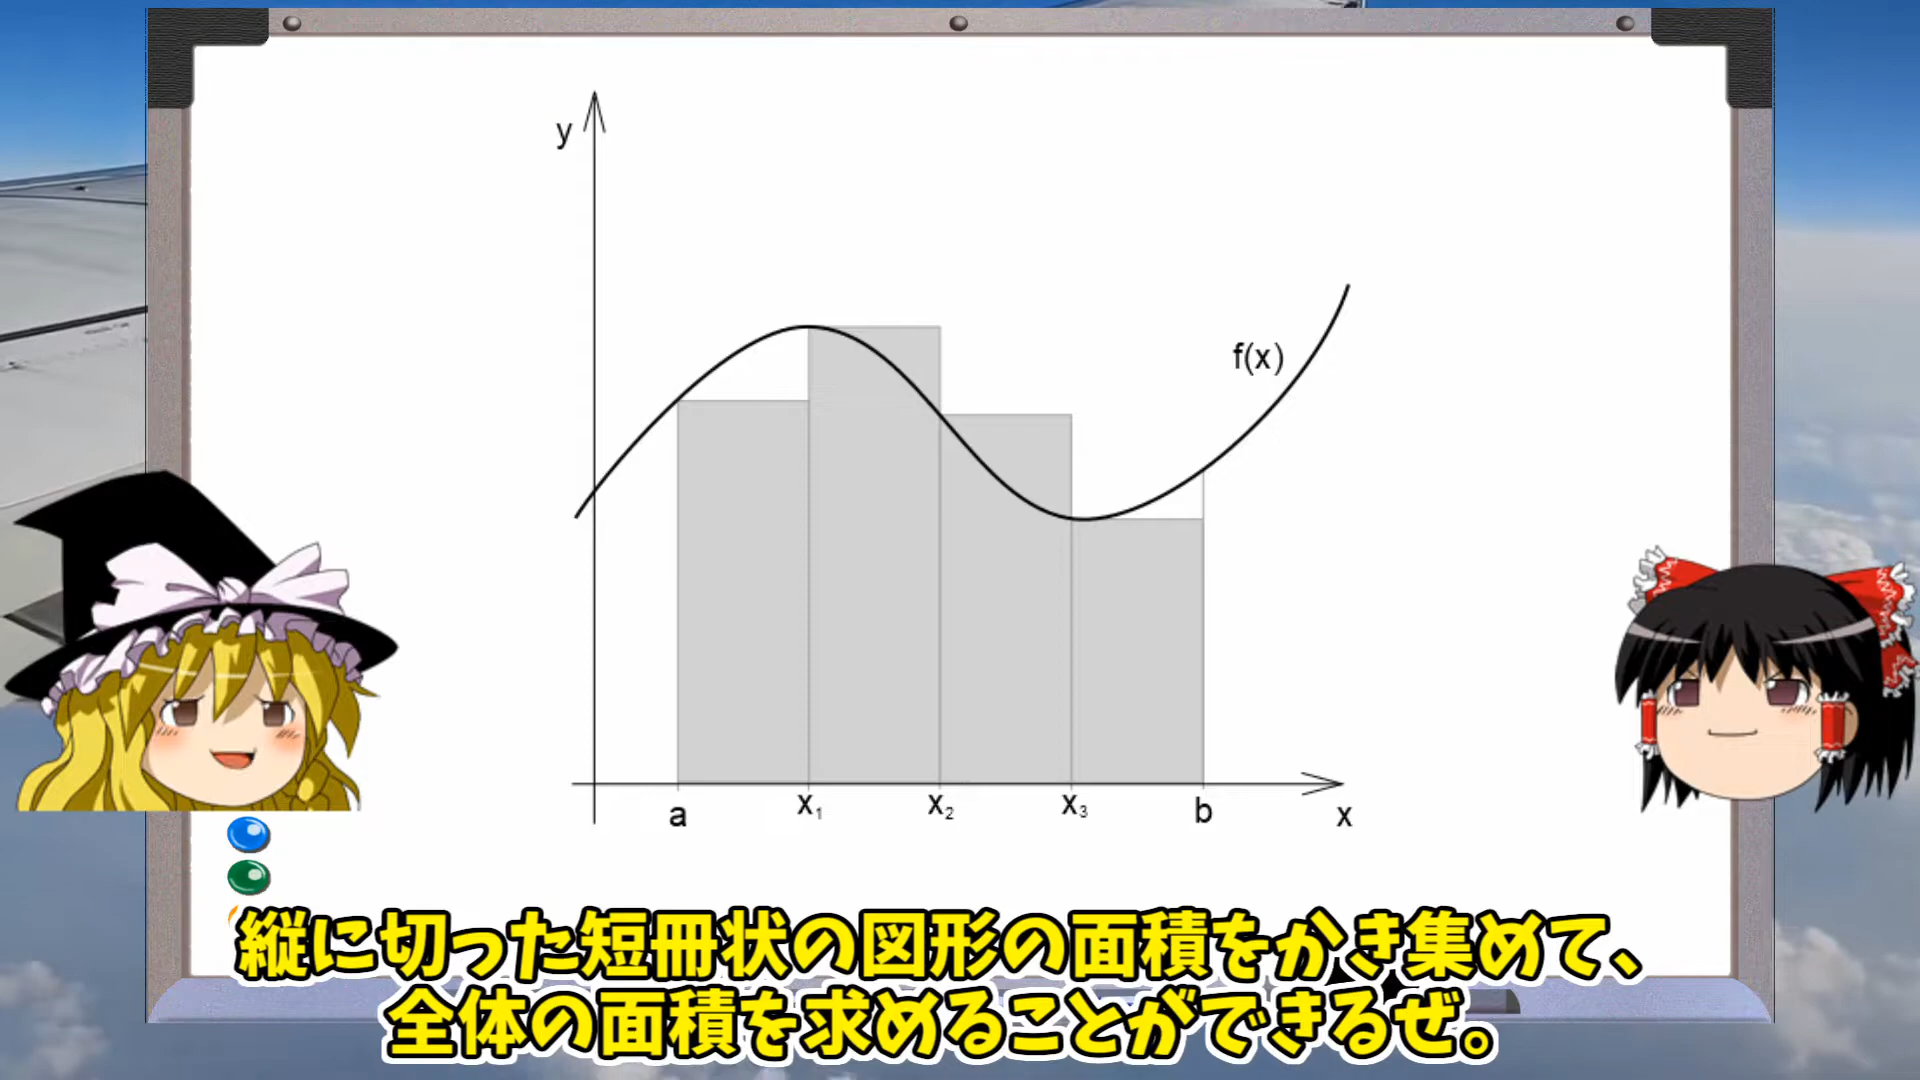 y
f(x)
a x₁ x₂ x₃ b x
縦に切った短冊状の図形の面積をかき集めて、
全体の面積を求めることができるぜ。